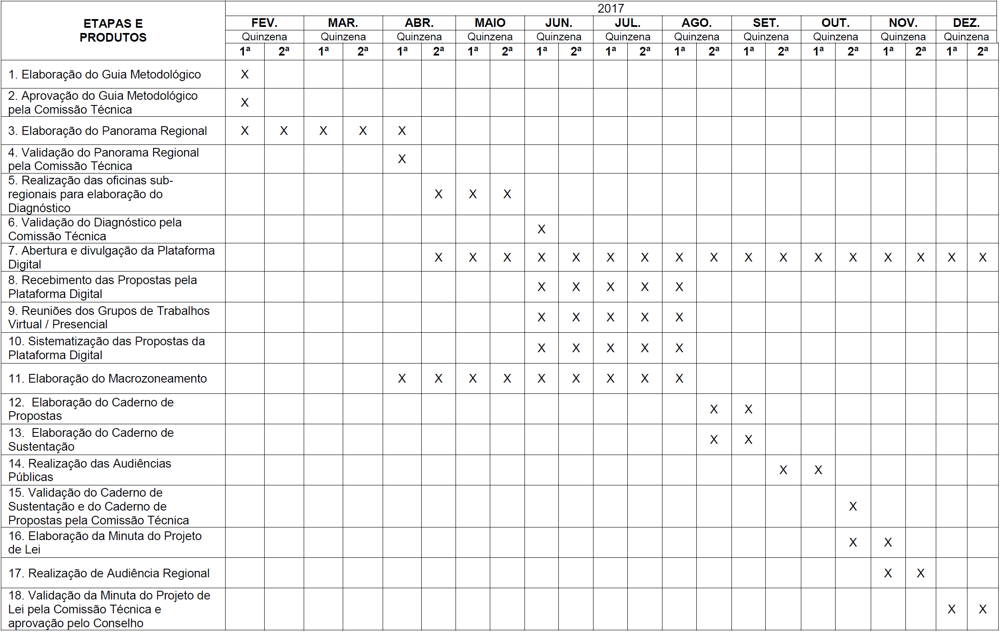 2017
ETAPAS E
PRODUTOS
FEV. MAR. ABR. MAIO JUN. JUL. AGO. SET. OUT. NOV. DEZ.
Quinzena Quinzena Quinzena Quinzena Quinzena Quinzena Quinzena Quinzena Quinzena Quinzena Quinzena
1ª 2ª 1ª 2ª 1ª 2ª 1ª 2ª 1ª 2ª 1ª 2ª 1ª 2ª 1ª 2ª 1ª 2ª 1ª 2ª 1ª 2ª
1. Elaboração do Guia Metodológico X
2. Aprovação do Guia Metodológico
pela Comissão Técnica X
3. Elaboração do Panorama Regional X X X X X
4. Validação do Panorama Regional
pela Comissão Técnica X
5. Realização das oficinas sub-
regionais para elaboração do X X X
Diagnóstico
6. Validação do Diagnóstico pela
Comissão Técnica X
7. Abertura e divulgação da Plataforma
Digital X X X X X X X X X X X X X X X X X
8. Recebimento das Propostas pela
Plataforma Digital X X X X X
9. Reuniões dos Grupos de Trabalhos
Virtual / Presencial X X X X X
10. Sistematização das Propostas da
Plataforma Digital X X X X X
11. Elaboração do Macrozoneamento X X X X X X X X X
12. Elaboração do Caderno de
Propostas X X
13. Elaboração do Caderno de
Sustentação X X
14. Realização das Audiências
Públicas X X
15. Validação do Caderno de
Sustentação e do Caderno de X
Propostas pela Comissão Técnica
16. Elaboração da Minuta do Projeto
de Lei X X
17. Realização de Audiência Regional X X
18. Validação da Minuta do Projeto de
Lei pela Comissão Técnica e X X
aprovação pelo Conselho